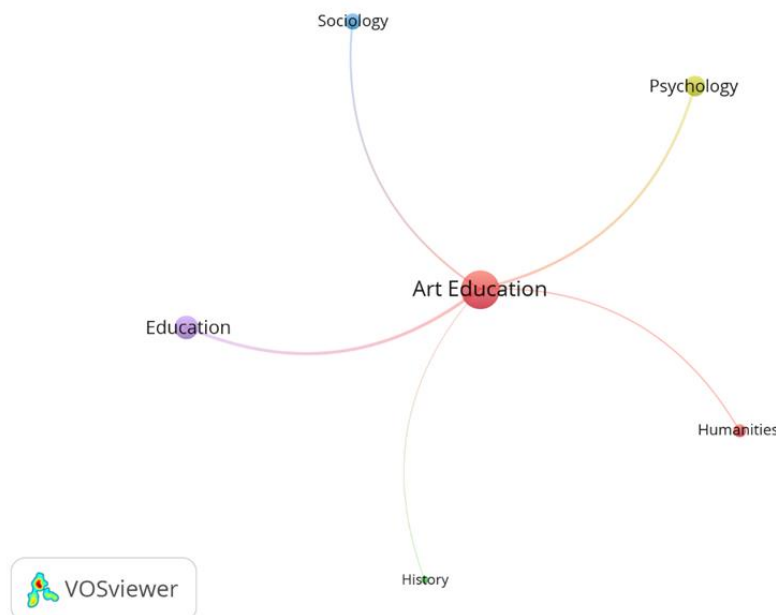 Sociology
Psychology
Art Education
Education
Humanities
History
VOSviewer